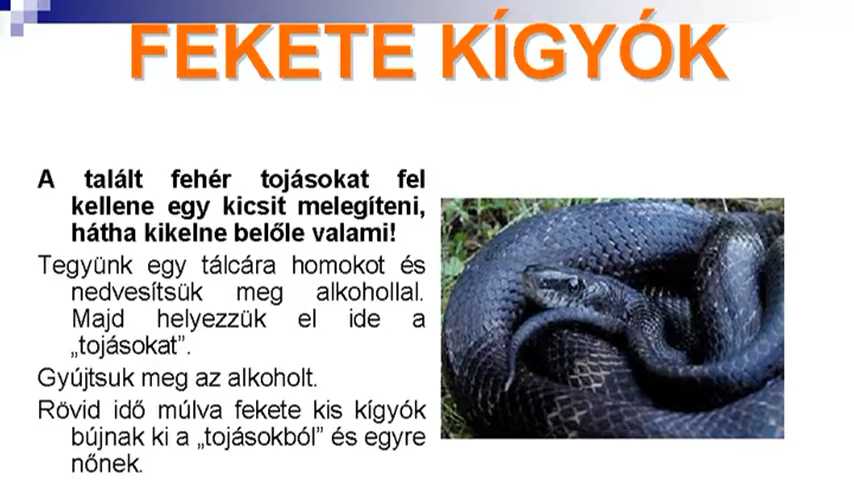 FEKETE KÍGYÓK
A talált fehér tojásokat fel
kellene egy kicsit melegíteni,
hátha kikelne belőle valami!
Tegyünk egy tálcára homokot és
nedvesítsük meg alkohollal.
Majd helyezzük el ide a
„tojásokat”.
Gyújtsuk meg az alkoholt.
Rövid idő múlva fekete kis kígyók
bújnak ki a „tojásokból” és egyre
nőnek.